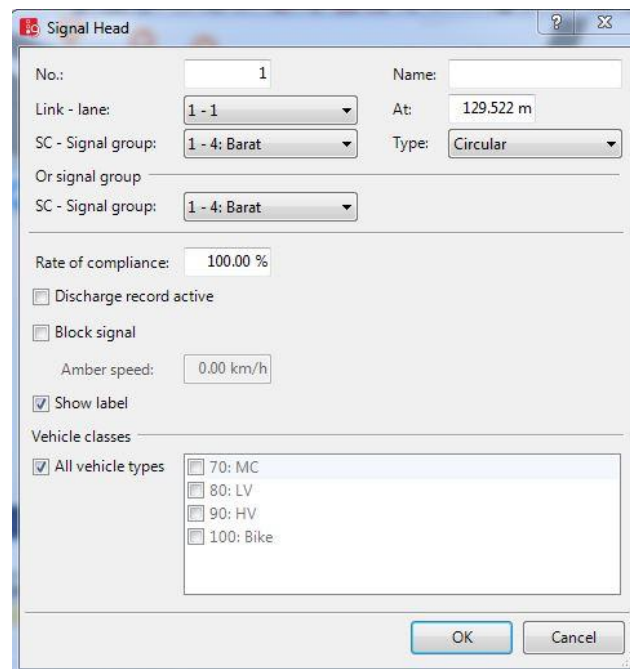 Signal Head
No.: 1 Name:
Link - lane: 1 - 1 At: 129.522 m
SC - Signal group: 1 - 4: Barat Type: Circular
Or signal group
SC - Signal group: 1 - 4: Barat
Rate of compliance: 100.00 %
Discharge record active
Block signal
Amber speed: 0.00 km/h
Show label
Vehicle classes
All vehicle types 70: MC
80: LV
90: HV
100: Bike
OK Cancel